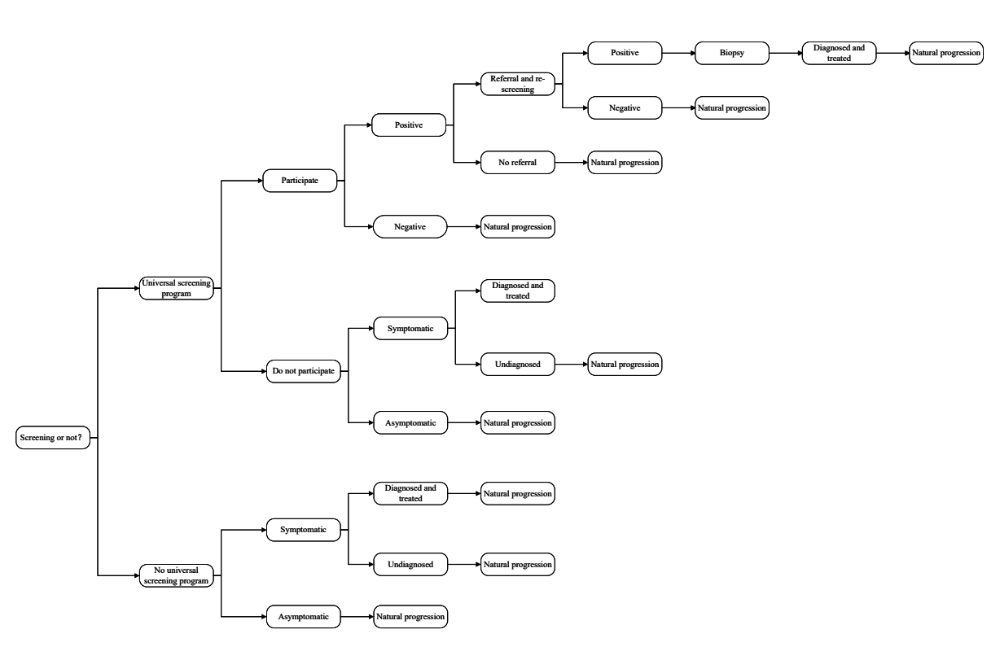 Positive
Biopsy
Diagnosed and
treated
Natural progression
Referral and re-
screening
Negative
Natural progression
Positive
No referral
Natural progression
Participate
Negative
Natural progression
Universal screening
program
Diagnosed and
treated
Symptomatic
Undiagnosed
Natural progression
Do not participate
Asymptomatic
Natural progression
Screening or not?
Diagnosed and
treated
Natural progression
Symptomatic
Undiagnosed
Natural progression
No universal
screening program
Asymptomatic
Natural progression